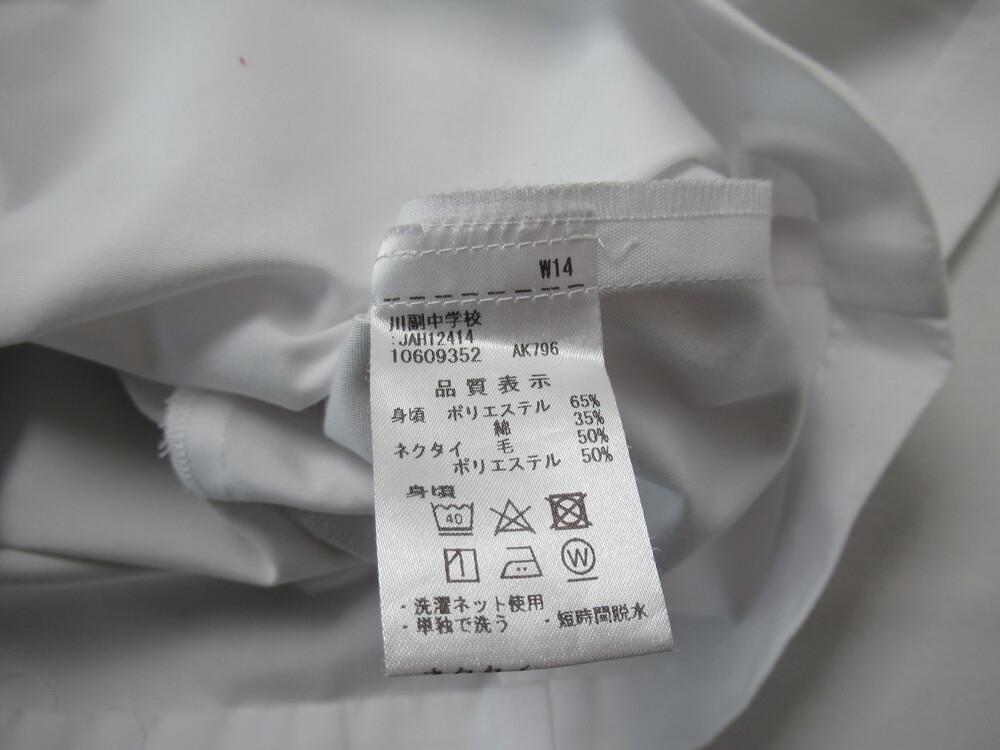 W14
川副中学校
:JAH12414
10609352 AK796
品質表示
身頃 ポリエステル 65%
綿 35%
ネクタイ 毛 50%
ポリエステル 50%
身頃
40
W
・洗濯ネット使用
・単独で洗う ・短時間脱水